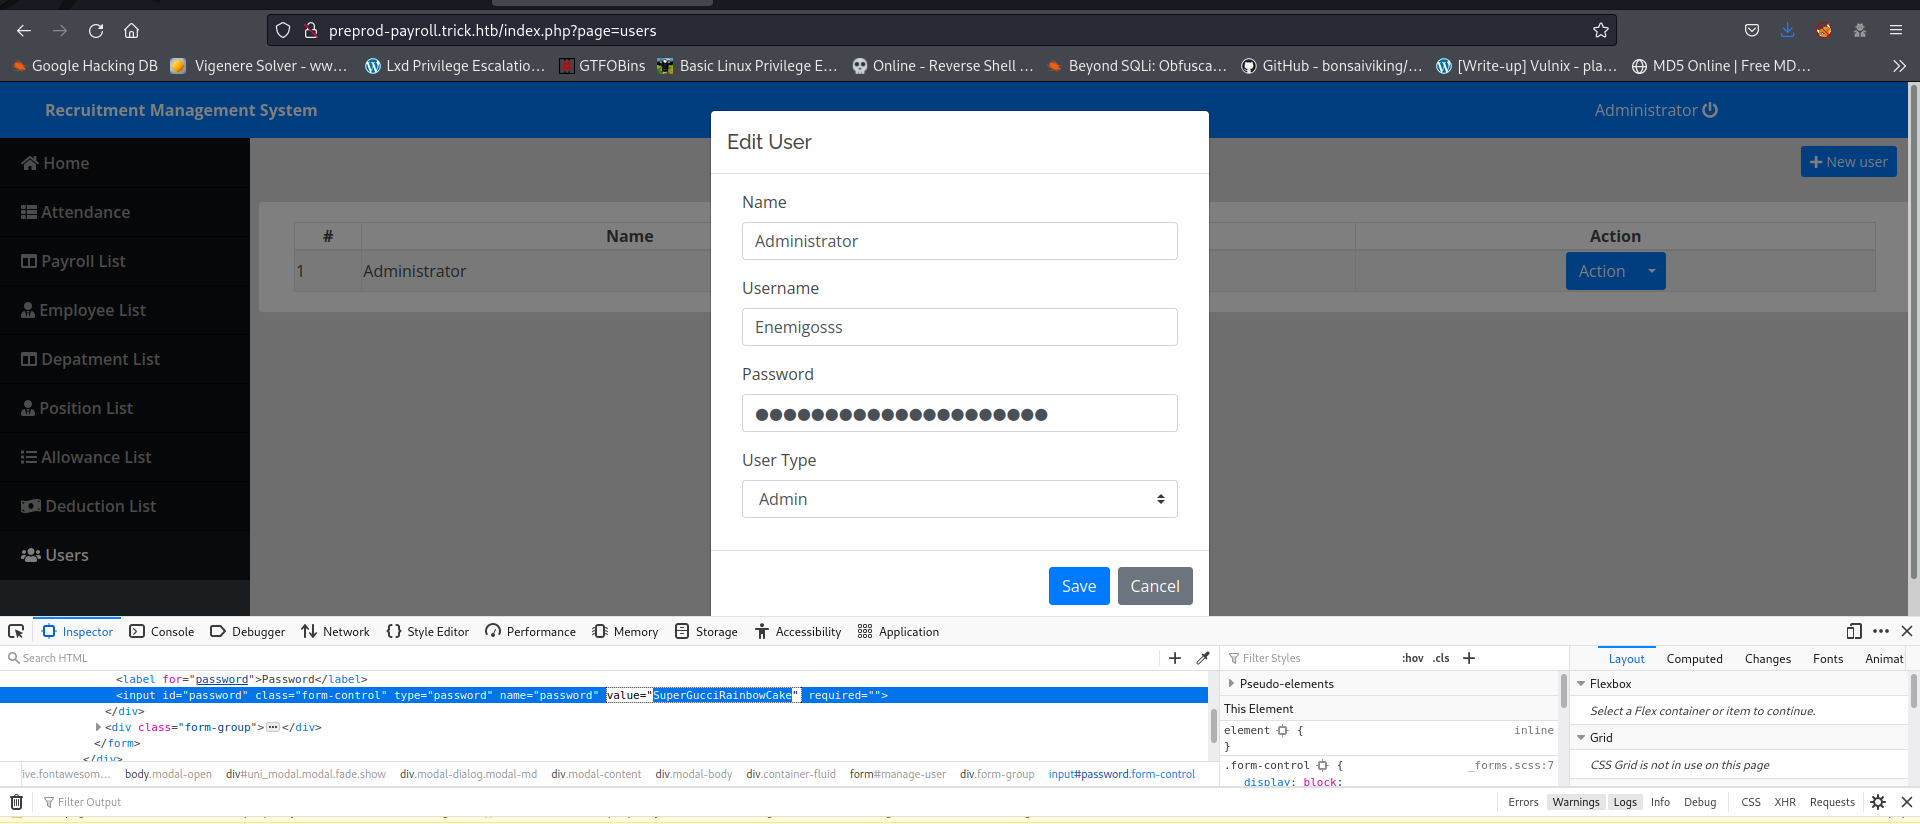 preprod-payroll.trick.htb/index.php?page=users
Google Hacking DB Vigenere Solver - ww… Lxd Privilege Escalatio… GTFOBins Basic Linux Privilege E… Online - Reverse Shell … Beyond SQLi: Obfusca… GitHub - bonsaiviking/… [Write-up] Vulnix - pla… MD5 Online | Free MD…
Recruitment Management System Administrator
Edit User
Home
+ New user
Name
Attendance
# Name Action
Administrator
Payroll List
1 Administrator Action
Username
Employee List
Enemigosss
Depatment List
Password
Position List
●●●●●●●●●●●●●●●●●●●●●
Allowance List
User Type
Deduction List
Admin
Users
Save Cancel
Inspector Console Debugger Network Style Editor Performance Memory Storage Accessibility Application
Search HTML
Filter Styles :hov .cls
Layout Computed Changes Fonts Animat
<label for="password">Password</label>
<input id="password" class="form-control" type="password" name="password" value="SuperGucciRainbowCake" required="">
</div>
<div class="form-group">···</div>
</form>
</div>
Pseudo-elements
This Element
element { inline
}
.form-control { _forms.scss:7
display: block;
Flexbox
Select a Flex container or item to continue.
Grid
CSS Grid is not in use on this page
ive.fontawesom… body.modal-open div#uni_modal.modal.fade.show div.modal-dialog.modal-md div.modal-content div.modal-body div.container-fluid form#manage-user div.form-group input#password.form-control
Filter Output Errors Warnings Logs Info Debug CSS XHR Requests